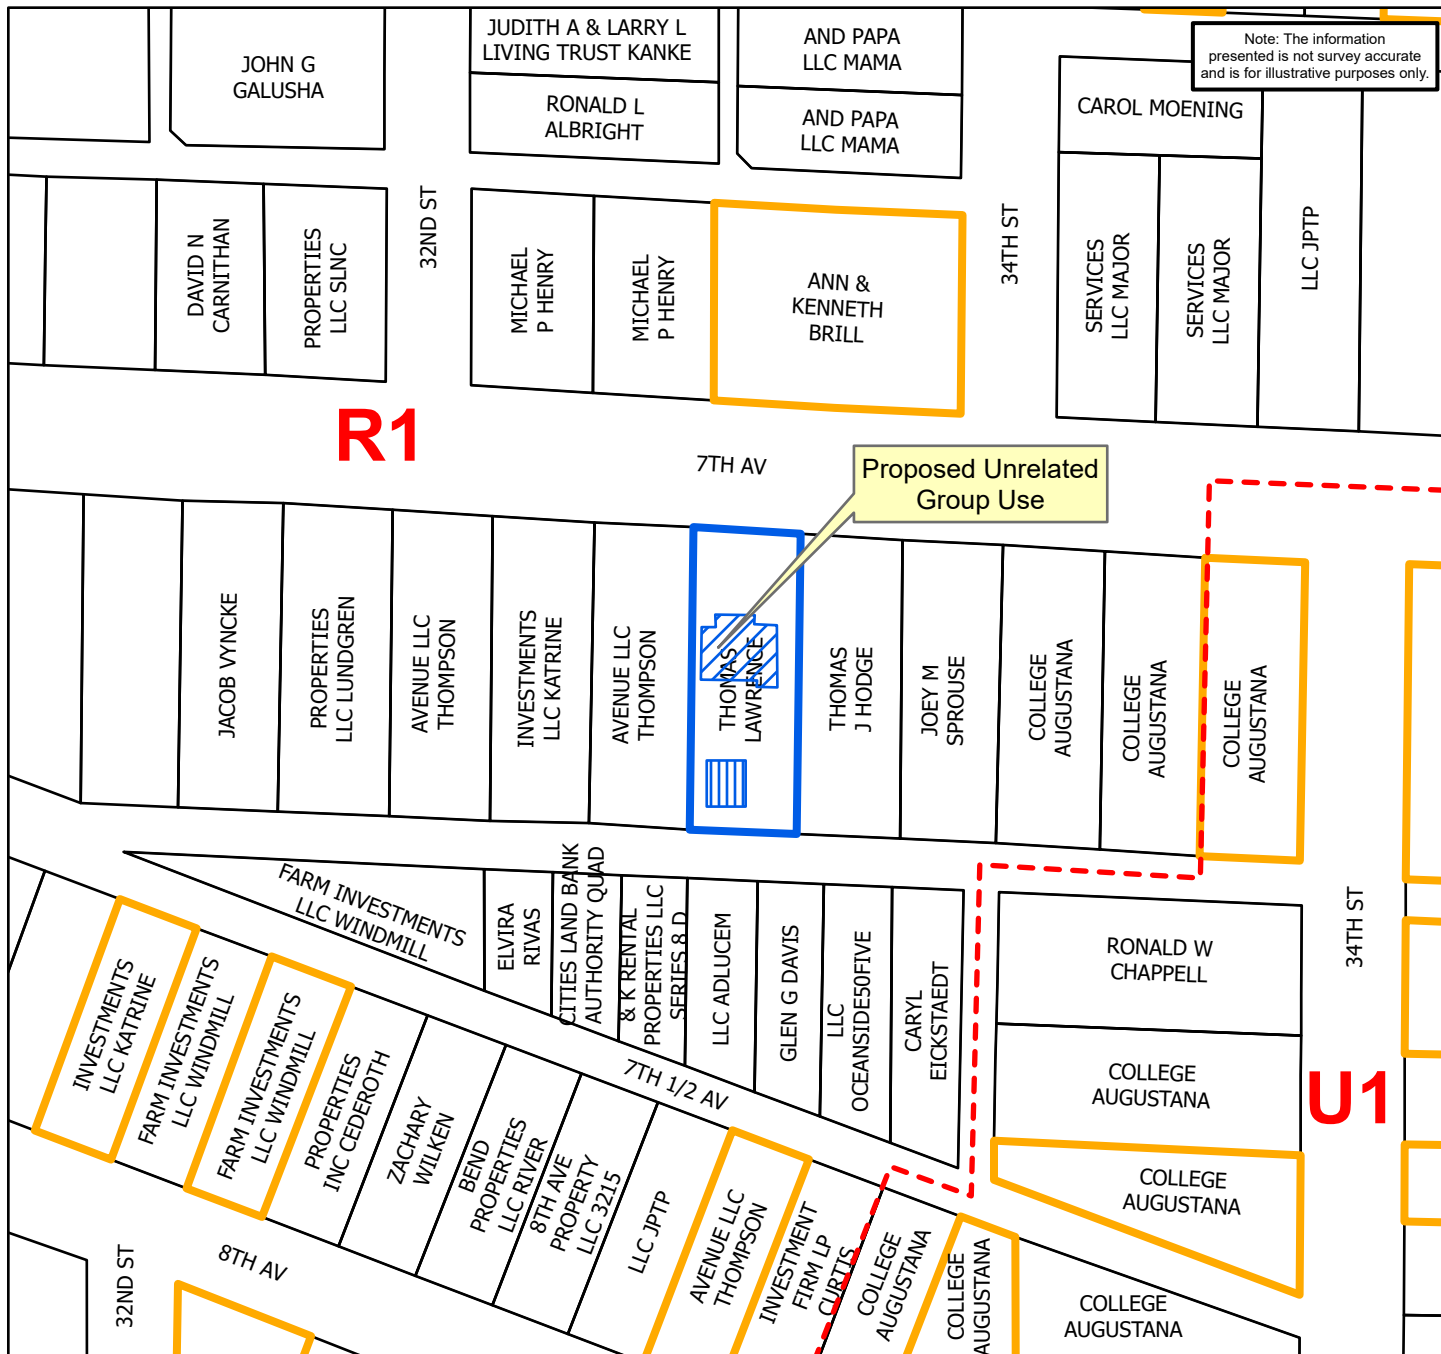 JUDITH A & LARRY L
LIVING TRUST KANKE
AND PAPA
LLC MAMA
Note: The information
presented is not survey accurate
and is for illustrative purposes only.
JOHN G
GALUSHA
RONALD L
ALBRIGHT
AND PAPA
LLC MAMA
CAROL MOENING
DAVID N
CARNITHAN
PROPERTIES
LLC SLNC
32ND ST
MICHAEL
P HENRY
MICHAEL
P HENRY
ANN &
KENNETH
BRILL
34TH ST
SERVICES
LLC MAJOR
SERVICES
LLC MAJOR
LLC JPTP
R1
7TH AV
Proposed Unrelated
Group Use
JACOB VYNCKE
PROPERTIES
LLC LUNDGREN
AVENUE LLC
THOMPSON
INVESTMENTS
LLC KATRINE
AVENUE LLC
THOMPSON
THOMAS
LAWRENCE
THOMAS
J HODGE
JOEY M
SPROUSE
COLLEGE
AUGUSTANA
COLLEGE
AUGUSTANA
COLLEGE
AUGUSTANA
FARM INVESTMENTS
LLC WINDMILL
ELVIRA
RIVAS
CITIES LAND BANK
AUTHORITY QUAD
& K RENTAL
PROPERTIES LLC
SERIES 8 D
LLC ADLUCEM
GLEN G DAVIS
LLC
OCEANSIDE50FIVE
CARYL
EICKSTAEDT
RONALD W
CHAPPELL
34TH ST
INVESTMENTS
LLC KATRINE
FARM INVESTMENTS
LLC WINDMILL
FARM INVESTMENTS
LLC WINDMILL
PROPERTIES
INC CEDEROTH
ZACHARY
WILKEN
BEND
PROPERTIES
LLC RIVER
8TH AVE
PROPERTY
LLC 3215
LLC JPTP
AVENUE LLC
THOMPSON
INVESTMENT
FIRM LP
CURTIS
COLLEGE
AUGUSTANA
COLLEGE
AUGUSTANA
7TH 1/2 AV
COLLEGE
AUGUSTANA
U1
COLLEGE
AUGUSTANA
COLLEGE
AUGUSTANA
32ND ST
8TH AV